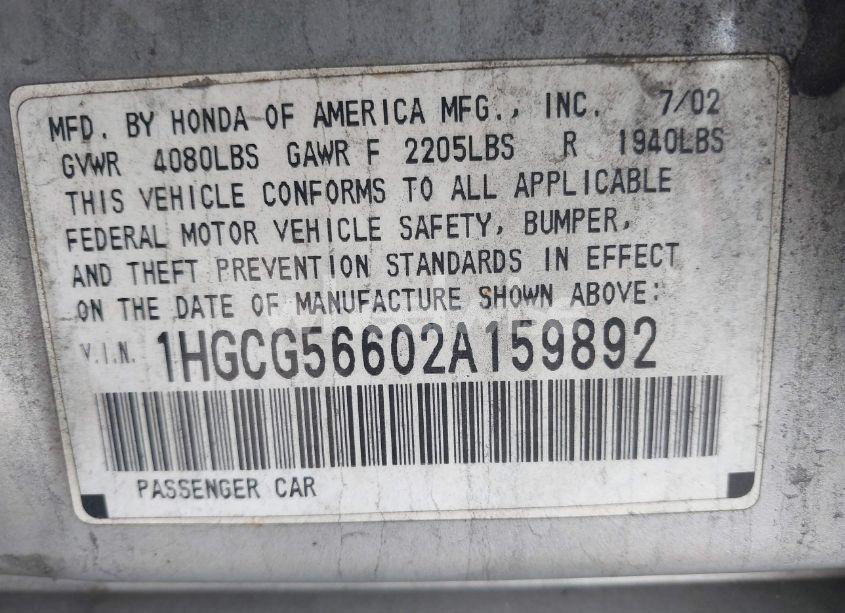 MFD. BY HONDA OF AMERICA MFG., INC. 7/02
GVWR 4080LBS GAWR F 2205LBS R 1940LBS
THIS VEHICLE CONFORMS TO ALL APPLICABLE
FEDERAL MOTOR VEHICLE SAFETY, BUMPER,
AND THEFT PREVENTION STANDARDS IN EFFECT
ON THE DATE OF MANUFACTURE SHOWN ABOVE:
V.I.N. 1HGCG56602A159892
PASSENGER CAR